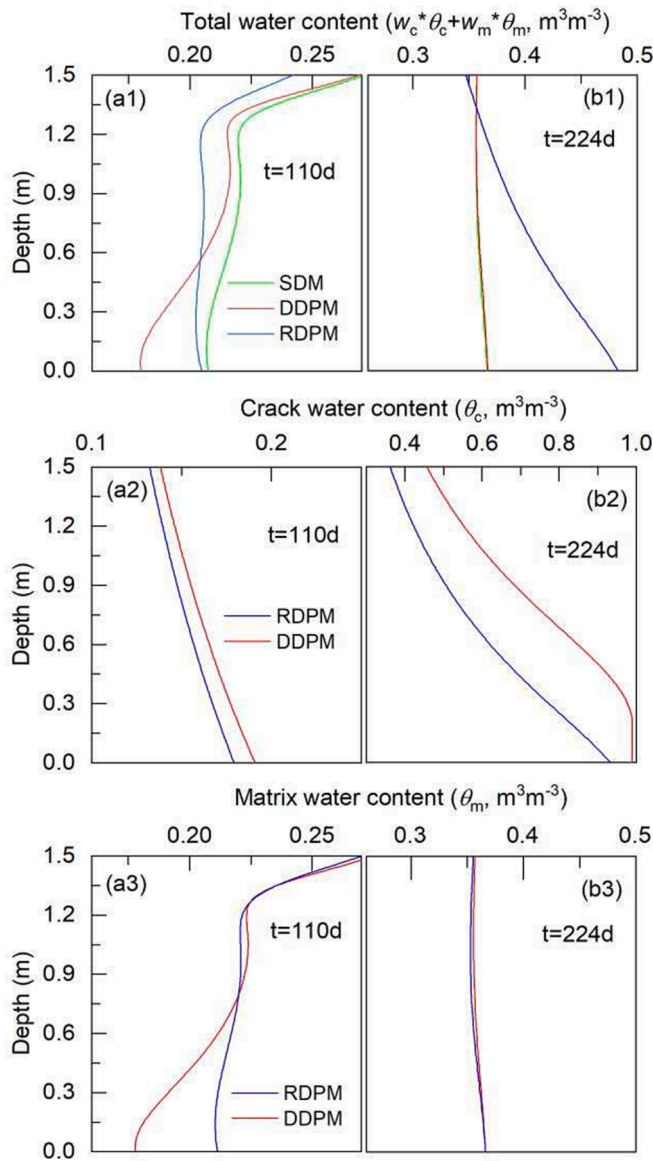 Total water content (w_c*θ_c+w_m*θ_m, m³m⁻³)
0.20 0.25 0.3 0.4 0.5
1.5 (a1) (b1)
1.2
t=110d t=224d
0.9
Depth (m)
0.6
SDM
0.3 DDPM
RDPM
0.0
Crack water content (θ_c, m³m⁻³)
0.1 0.2 0.4 0.6 0.8 1.0
1.5 (a2) (b2)
1.2 t=110d t=224d
0.9
Depth (m)
RDPM
0.6 DDPM
0.3
0.0
Matrix water content (θ_m, m³m⁻³)
0.20 0.25 0.3 0.4 0.5
1.5 (a3) (b3)
1.2 t=110d t=224d
0.9
Depth (m)
0.6
0.3 RDPM
DDPM
0.0